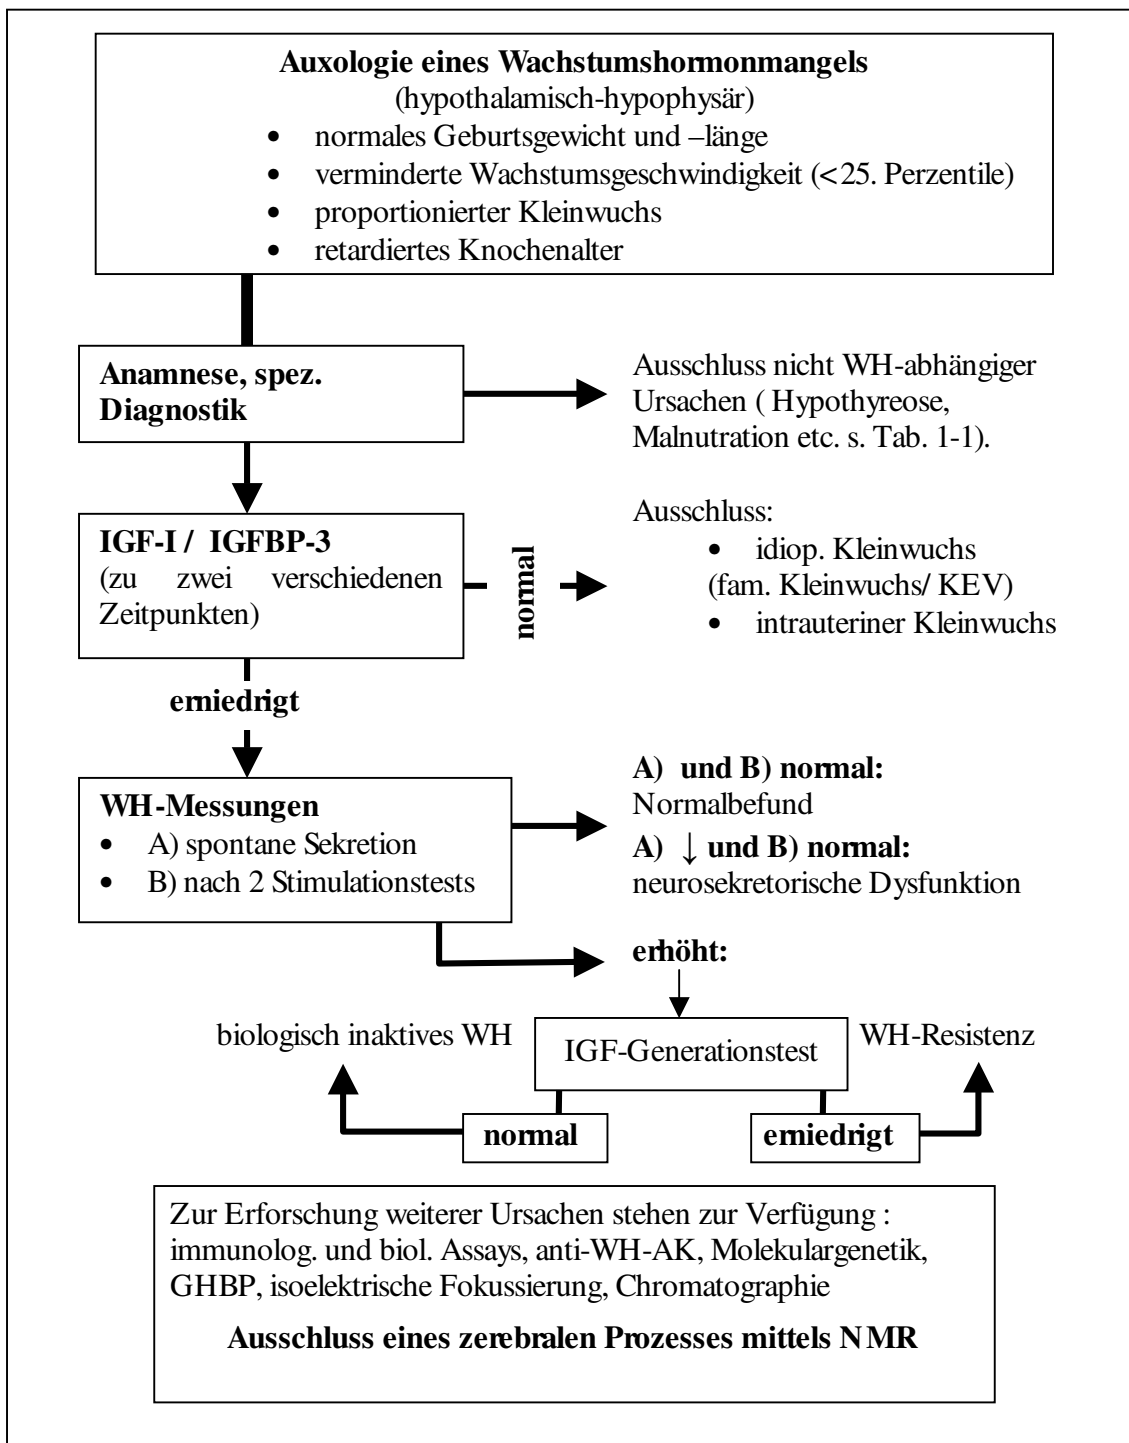 Auxologie eines Wachstumshormonmangels
(hypothalamisch-hypophysär)
• normales Geburtsgewicht und –länge
• verminderte Wachstumsgeschwindigkeit (<25. Perzentile)
• proportionierter Kleinwuchs
• retardiertes Knochenalter
Anamnese, spez.
Diagnostik
Ausschluss nicht WH-abhängiger
Ursachen ( Hypothyreose,
Malnutration etc. s. Tab. 1-1).
IGF-I / IGFBP-3
(zu zwei verschiedenen
Zeitpunkten)
normal
Ausschluss:
• idiop. Kleinwuchs
(fam. Kleinwuchs/ KEV)
• intrauteriner Kleinwuchs
erniedrigt
WH-Messungen
• A) spontane Sekretion
• B) nach 2 Stimulationstests
A) und B) normal:
Normalbefund
A) ↓ und B) normal:
neurosekretorische Dysfunktion
erhöht:
biologisch inaktives WH
IGF-Generationstest
WH-Resistenz
normal
erniedrigt
Zur Erforschung weiterer Ursachen stehen zur Verfügung :
immunolog. und biol. Assays, anti-WH-AK, Molekulargenetik,
GHBP, isoelektrische Fokussierung, Chromatographie
Ausschluss eines zerebralen Prozesses mittels NMR